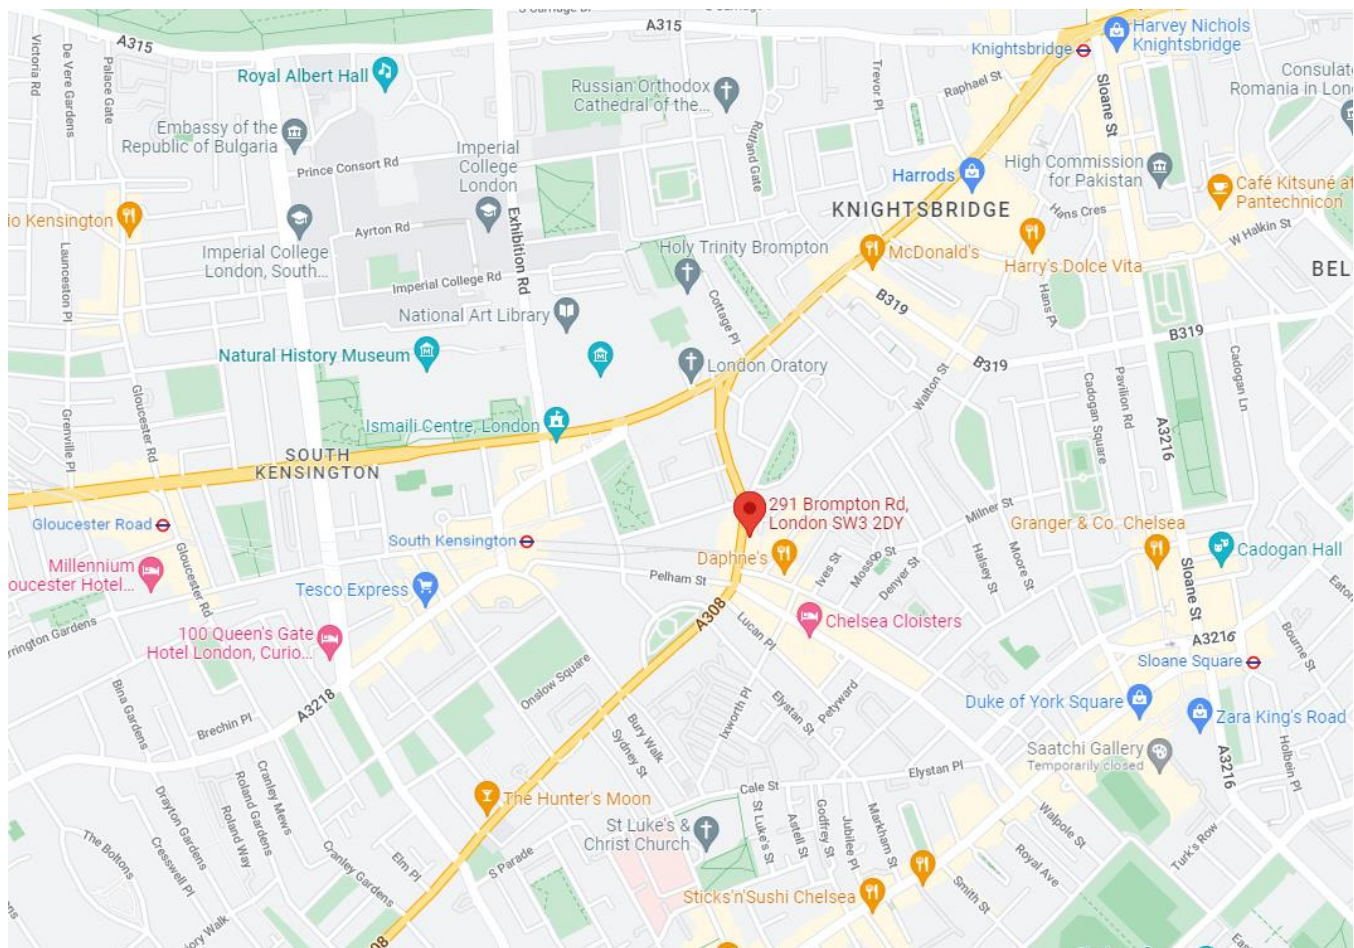 S Carriage Dr
A315
A315
Harvey Nichols
Knightsbridge
Knightsbridge
Victoria Rd
De Vere Gardens
Palace Gate
Royal Albert Hall
Russian Orthodox
Cathedral of the...
Trevor Pl
Raphael St
Sloane St
Consulate
Romania in Lon
Embassy of the
Republic of Bulgaria
Prince Consort Rd
Imperial
College
London
Rutland Gate
Harrods
High Commission
for Pakistan
Café Kitsuné at
Pantechnicon
io Kensington
KNIGHTSBRIDGE
Hans Cres
W Halkin St
Launceston Pl
Imperial College
London, South...
Ayrton Rd
Exhibition Rd
Holy Trinity Brompton
McDonald's
Harry's Dolce Vita
BEL
Imperial College Rd
Cottage Pl
B319
Hans Pl
National Art Library
B319
Natural History Museum
London Oratory
Walton St
B319
Cadogan Square
Pavilion Rd
Cadogan Ln
Grenville Pl
Gloucester Rd
Ismaili Centre, London
A3216
SOUTH
KENSINGTON
291 Brompton Rd,
London SW3 2DY
Milner St
Gloucester Road
South Kensington
Granger & Co. Chelsea
Daphne's
Ives St
Mossop St
Denyer St
Halsey St
Moore St
Cadogan Hall
Millennium
oucester Hotel...
Gloucester Rd
Pelham St
Sloane St
Eaton
Tesco Express
A308
Lucan Pl
Chelsea Cloisters
A3216
Bourne St
rrington Gardens
100 Queen's Gate
Hotel London, Curio...
Sloane Square
Onslow Square
Bina Gardens
Brechin Pl
A3218
Ixworth Pl
Elystan St
Petyward
Duke of York Square
Zara King's Road
Bury Walk
Sydney St
Saatchi Gallery
Temporarily closed
Holbein Pl
Elystan Pl
A3216
Cranley Mews
Roland Gardens
Roland Way
Drayton Gardens
Cresswell Pl
The Boltons
The Hunter's Moon
Cale St
St Luke's &
Christ Church
St Luke's St
Astell St
Godfrey St
Jubilee Pl
Markham St
Walpole St
Turk's Row
Royal Ave
Cranley Gardens
Elm Pl
S Parade
Sticks'n'Sushi Chelsea
Smith St
ory Walk
08